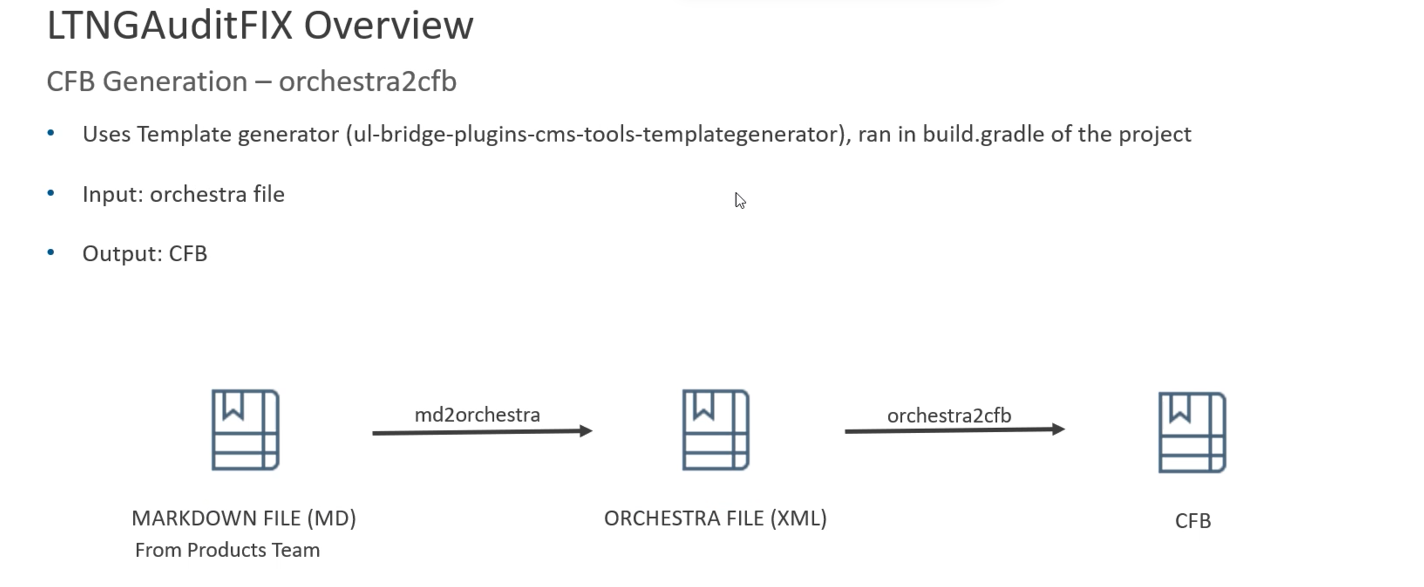 LTNGAuditFIX Overview
CFB Generation – orchestra2cfb
• Uses Template generator (ul-bridge-plugins-cms-tools-templategenerator), ran in build.gradle of the project
• Input: orchestra file
• Output: CFB
md2orchestra
orchestra2cfb
MARKDOWN FILE (MD)
From Products Team
ORCHESTRA FILE (XML)
CFB